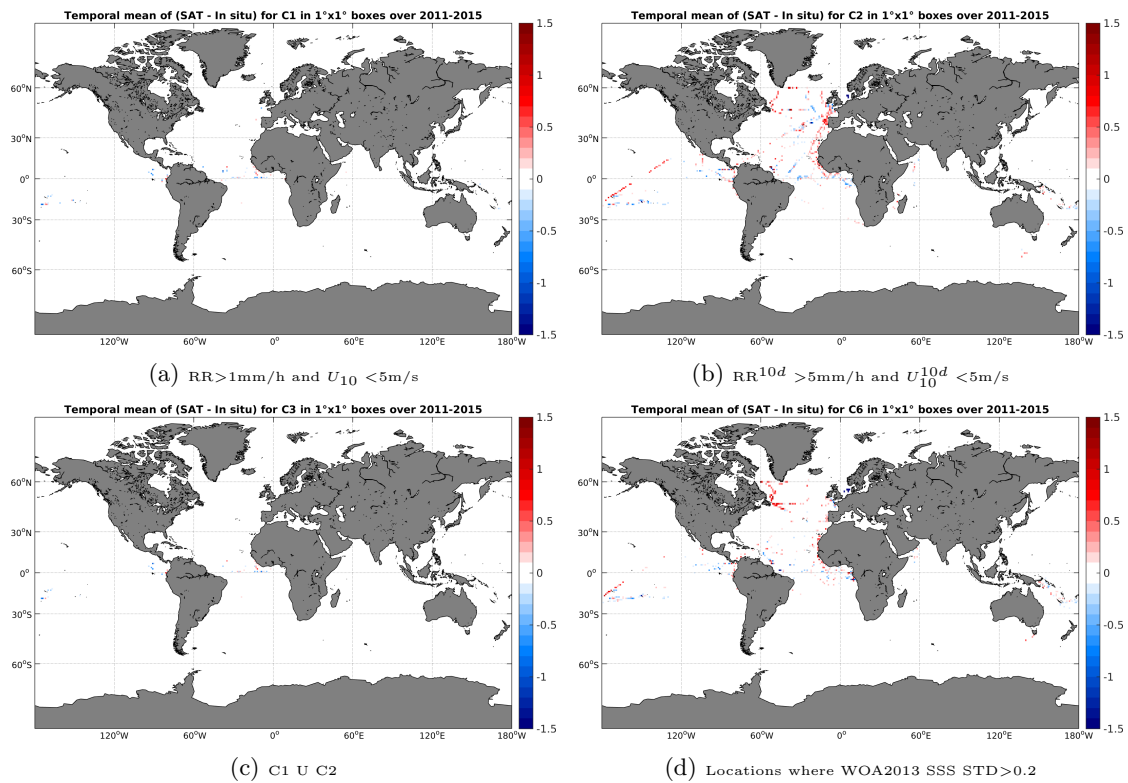 Temporal mean of (SAT - In situ) for C1 in 1°x1° boxes over 2011-2015
60°N
30°N
0°
30°S
60°S
120°W
60°W
0°
60°E
120°E
180°W
1.5
1
0.5
0
-0.5
-1
-1.5
(a) RR>1mm/h and U10 <5m/s
Temporal mean of (SAT - In situ) for C2 in 1°x1° boxes over 2011-2015
60°N
30°N
0°
30°S
60°S
120°W
60°W
0°
60°E
120°E
180°W
1.5
1
0.5
0
-0.5
-1
-1.5
(b) RR^10d >5mm/h and U10^10d <5m/s
Temporal mean of (SAT - In situ) for C3 in 1°x1° boxes over 2011-2015
60°N
30°N
0°
30°S
60°S
120°W
60°W
0°
60°E
120°E
180°W
1.5
1
0.5
0
-0.5
-1
-1.5
(c) C1 U C2
Temporal mean of (SAT - In situ) for C6 in 1°x1° boxes over 2011-2015
60°N
30°N
0°
30°S
60°S
120°W
60°W
0°
60°E
120°E
180°W
1.5
1
0.5
0
-0.5
-1
-1.5
(d) Locations where WOA2013 SSS STD>0.2